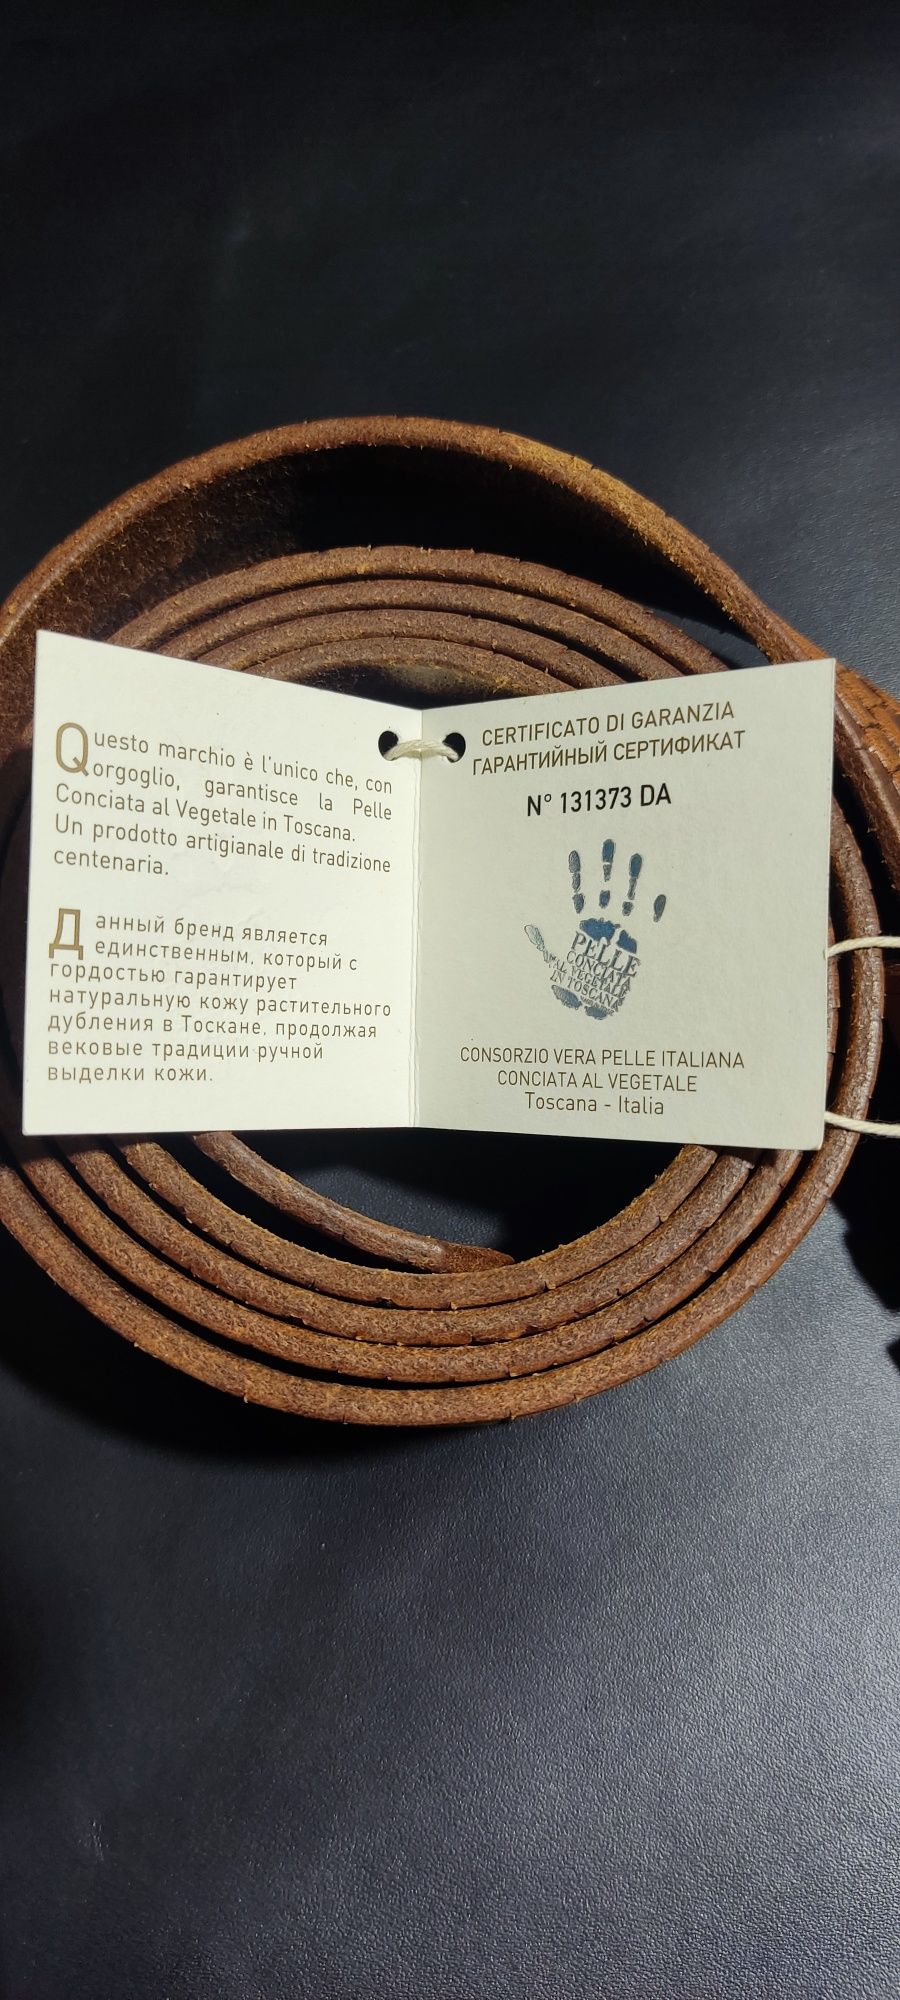 Questo marchio è l'unico che, con
orgoglio, garantisce la Pelle
Conciata al Vegetale in Toscana.
Un prodotto artigianale di tradizione
centenaria.
Данный бренд является
единственным, который с
гордостью гарантирует
натуральную кожу растительного
дубления в Тоскане, продолжая
вековые традиции ручной
выделки кожи.
CERTIFICATO DI GARANZIA
ГАРАНТИЙНЫЙ СЕРТИФИКАТ
N° 131373 DA
PELLE
CONCIATA
AL VEGETALE
IN TOSCANA
CONSORZIO VERA PELLE ITALIANA
CONCIATA AL VEGETALE
Toscana - Italia